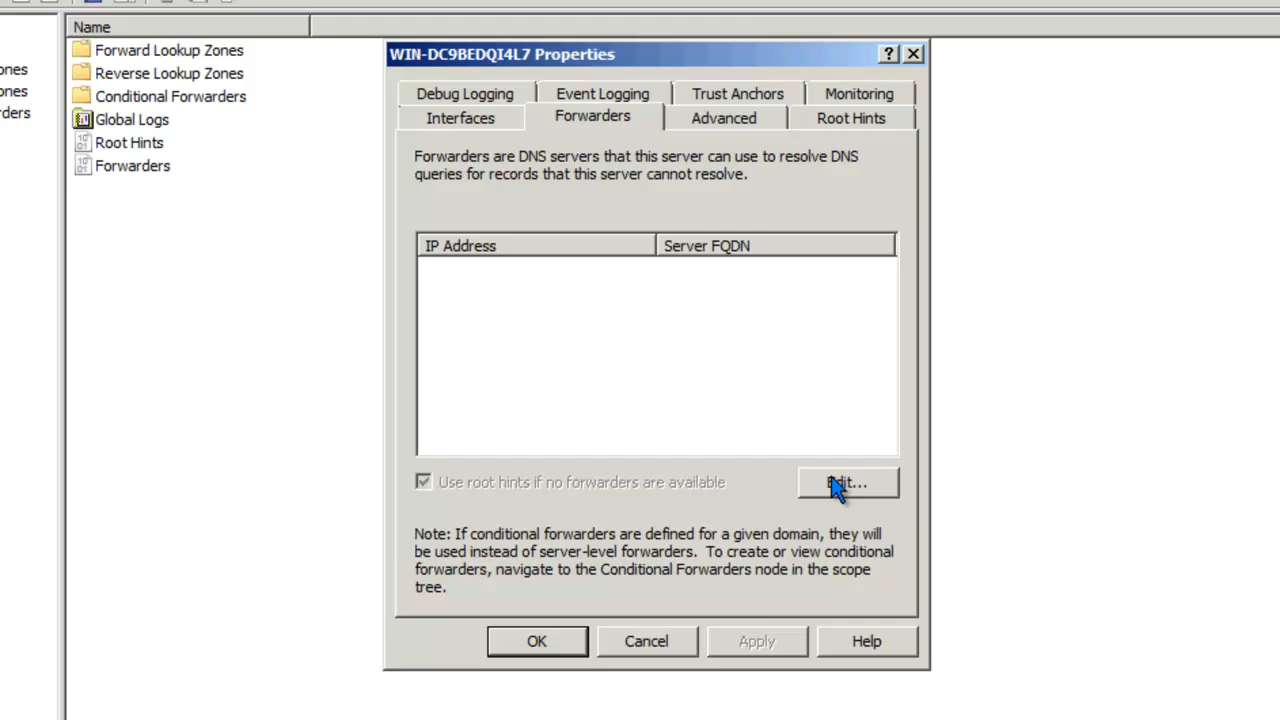 Name
Forward Lookup Zones
Reverse Lookup Zones
Conditional Forwarders
Global Logs
Root Hints
Forwarders
ones
ones
rders
WIN-DC9BEDQI4L7 Properties
Debug Logging
Event Logging
Trust Anchors
Monitoring
Interfaces
Forwarders
Advanced
Root Hints
Forwarders are DNS servers that this server can use to resolve DNS
queries for records that this server cannot resolve.
IP Address
Server FQDN
Use root hints if no forwarders are available
Edit...
Note: If conditional forwarders are defined for a given domain, they will
be used instead of server-level forwarders. To create or view conditional
forwarders, navigate to the Conditional Forwarders node in the scope
tree.
OK
Cancel
Apply
Help